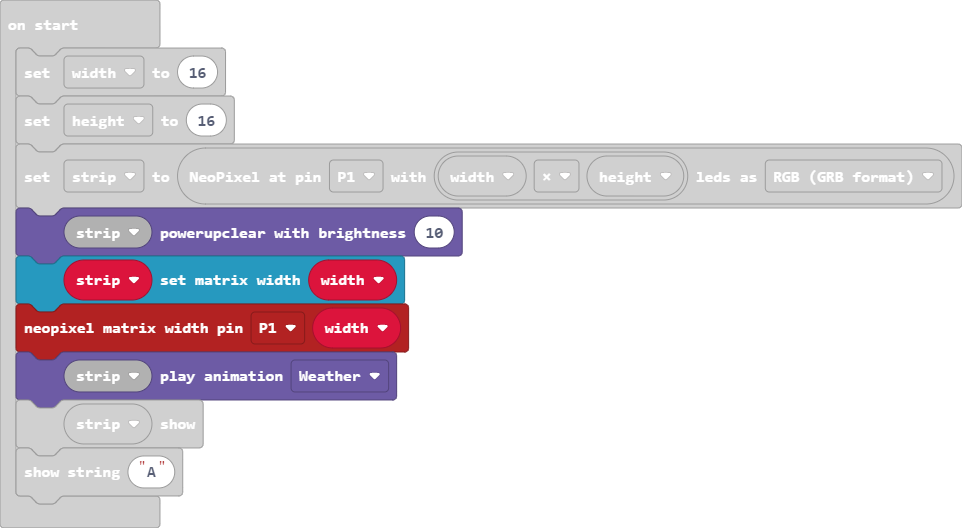 on start
set width to 16
set height to 16
set strip to NeoPixel at pin P1 with width × height leds as RGB (GRB format)
strip powerupclear with brightness 10
strip set matrix width width
neopixel matrix width pin P1 width
strip play animation Weather
strip show
show string "A"